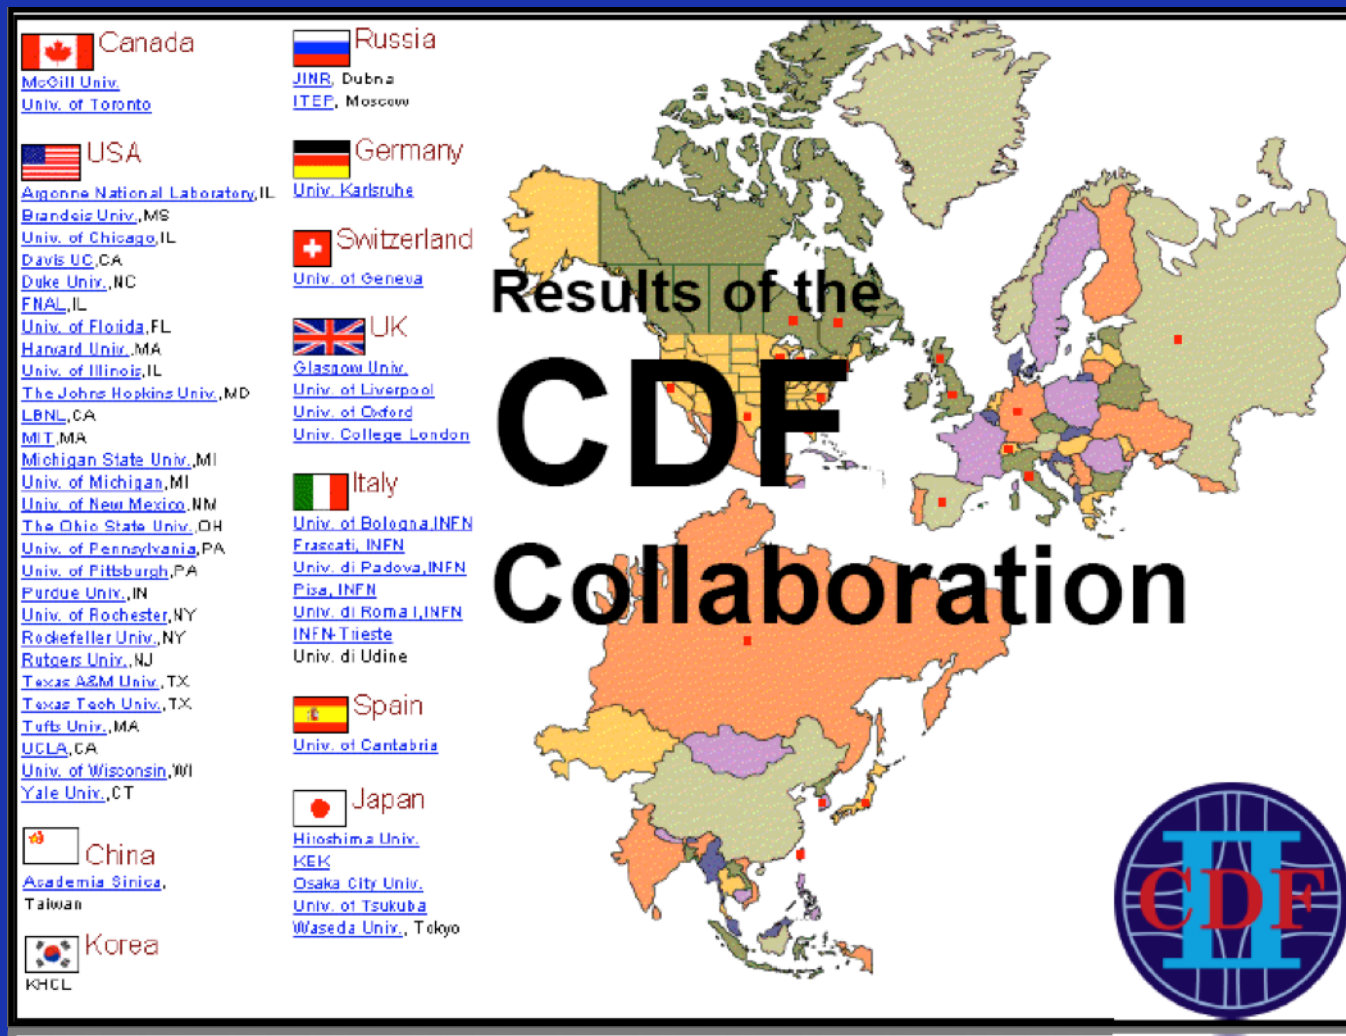 Canada
McGill Univ.
Univ. of Toronto
USA
Argonne National Laboratory,IL
Brandeis Univ.,MS
Univ. of Chicago,IL
Davis UC,CA
Duke Univ.,NC
FNAL,IL
Univ. of Florida,FL
Harvard Univ.,MA
Univ. of Illinois,IL
The Johns Hopkins Univ.,MD
LBNL,CA
MIT,MA
Michigan State Univ.,MI
Univ. of Michigan,MI
Univ. of New Mexico,NM
The Ohio State Univ.,OH
Univ. of Pennsylvania,PA
Univ. of Pittsburgh,PA
Purdue Univ.,IN
Univ. of Rochester,NY
Rockefeller Univ.,NY
Rutgers Univ.,NJ
Texas A&M Univ.,TX
Texas Tech Univ.,TX
Tufts Univ.,MA
UCLA,CA
Univ. of Wisconsin,WI
Yale Univ.,CT
China
Academia Sinica,
Taiwan
Korea
KHCL
Russia
JINR, Dubna
ITEP, Moscow
Germany
Univ. Karlsruhe
Switzerland
Univ. of Geneva
UK
Glasgow Univ.
Univ. of Liverpool
Univ. of Oxford
Univ. College London
Italy
Univ. of Bologna,INFN
Frascati, INFN
Univ. di Padova,INFN
Pisa, INFN
Univ. di Roma I,INFN
INFN-Trieste
Univ. di Udine
Spain
Univ. of Cantabria
Japan
Hiroshima Univ.
KEK
Osaka City Univ.
Univ. of Tsukuba
Waseda Univ., Tokyo
Results of the
CDF
Collaboration
II
CDF